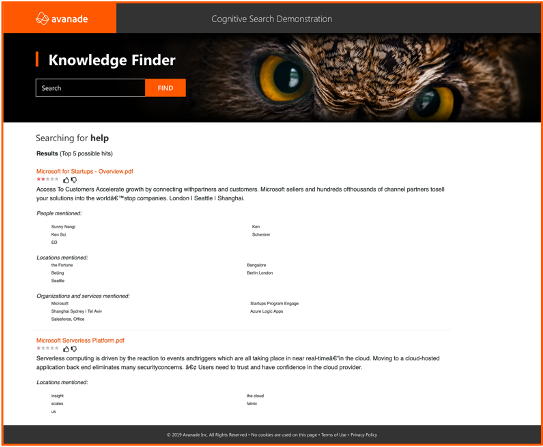 avanade
Cognitive Search Demonstration
Knowledge Finder
Search
FIND
Searching for help
Results (Top 5 possible hits)
Microsoft for Startups - Overview.pdf
Access To Customers Accelerate growth by connecting withpartners and customers. Microsoft sellers and hundreds ofthousands of channel partners tosell
your solutions into the worldâ€™stop companies. London I Seattle I Shanghai.
People mentioned:
Sunny Nangi Ken
Ken Sci Schenirer
ED
Locations mentioned:
the Fortune Bangalore
Beijing Berlin London
Seattle
Organizations and services mentioned:
Microsoft Startups Program Engage
Shanghai Sydney I Tel Aviv Azure Logic Apps
Salesforce, Office
Microsoft Serverless Platform.pdf
Serverless computing is driven by the reaction to events andtriggers which are all taking place in near real-timeâ€"in the cloud. Moving to a cloud-hosted
application back end eliminates many securityconcerns. â€¢ Users need to trust and have confidence in the cloud provider.
Locations mentioned:
insight the cloud
scales
us
© 2019 Avanade Inc. All Rights Reserved • No cookies are used on this page • Terms of Use • Privacy Policy